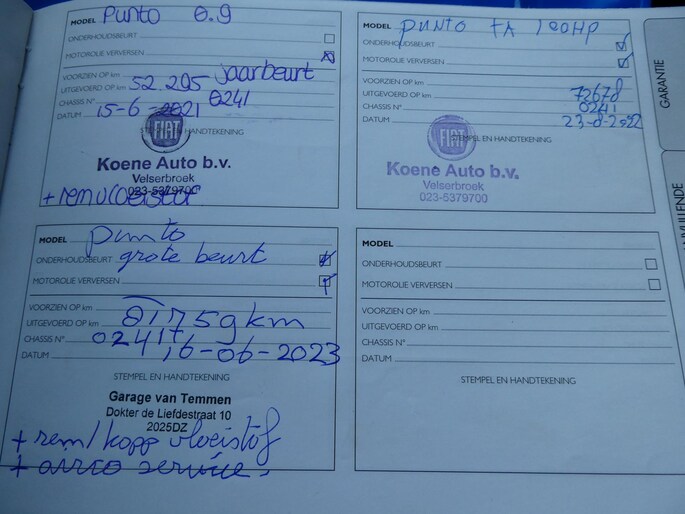 MODEL Punto 0.9
ONDERHOUDSBEURT
MOTOROLIE VERVERSEN
VOORZIEN OP km jaarbeurt
UITGEVOERD OP km 52.295
CHASSIS N° 0241
DATUM 15-6-2021
STEMPEL EN HANDTEKENING
FIAT
Koene Auto b.v.
Velserbroek
023-5379700
+ remvloeistof
MODEL punto TA 100HP
ONDERHOUDSBEURT
MOTOROLIE VERVERSEN
VOORZIEN OP km
UITGEVOERD OP km 72678
CHASSIS N° 0241
DATUM 23-8-2022
STEMPEL EN HANDTEKENING
FIAT
Koene Auto b.v.
Velserbroek
023-5379700
MODEL punto
ONDERHOUDSBEURT grote beurt
MOTOROLIE VERVERSEN
VOORZIEN OP km
UITGEVOERD OP km 81759 km
CHASSIS N° 0241
DATUM 16-06-2023
STEMPEL EN HANDTEKENING
Garage van Temmen
Dokter de Liefdestraat 10
2025DZ
+ rem/kopp vloeistof
+ airco service
MODEL
ONDERHOUDSBEURT
MOTOROLIE VERVERSEN
VOORZIEN OP km
UITGEVOERD OP km
CHASSIS N°
DATUM
STEMPEL EN HANDTEKENING
GARANTIE